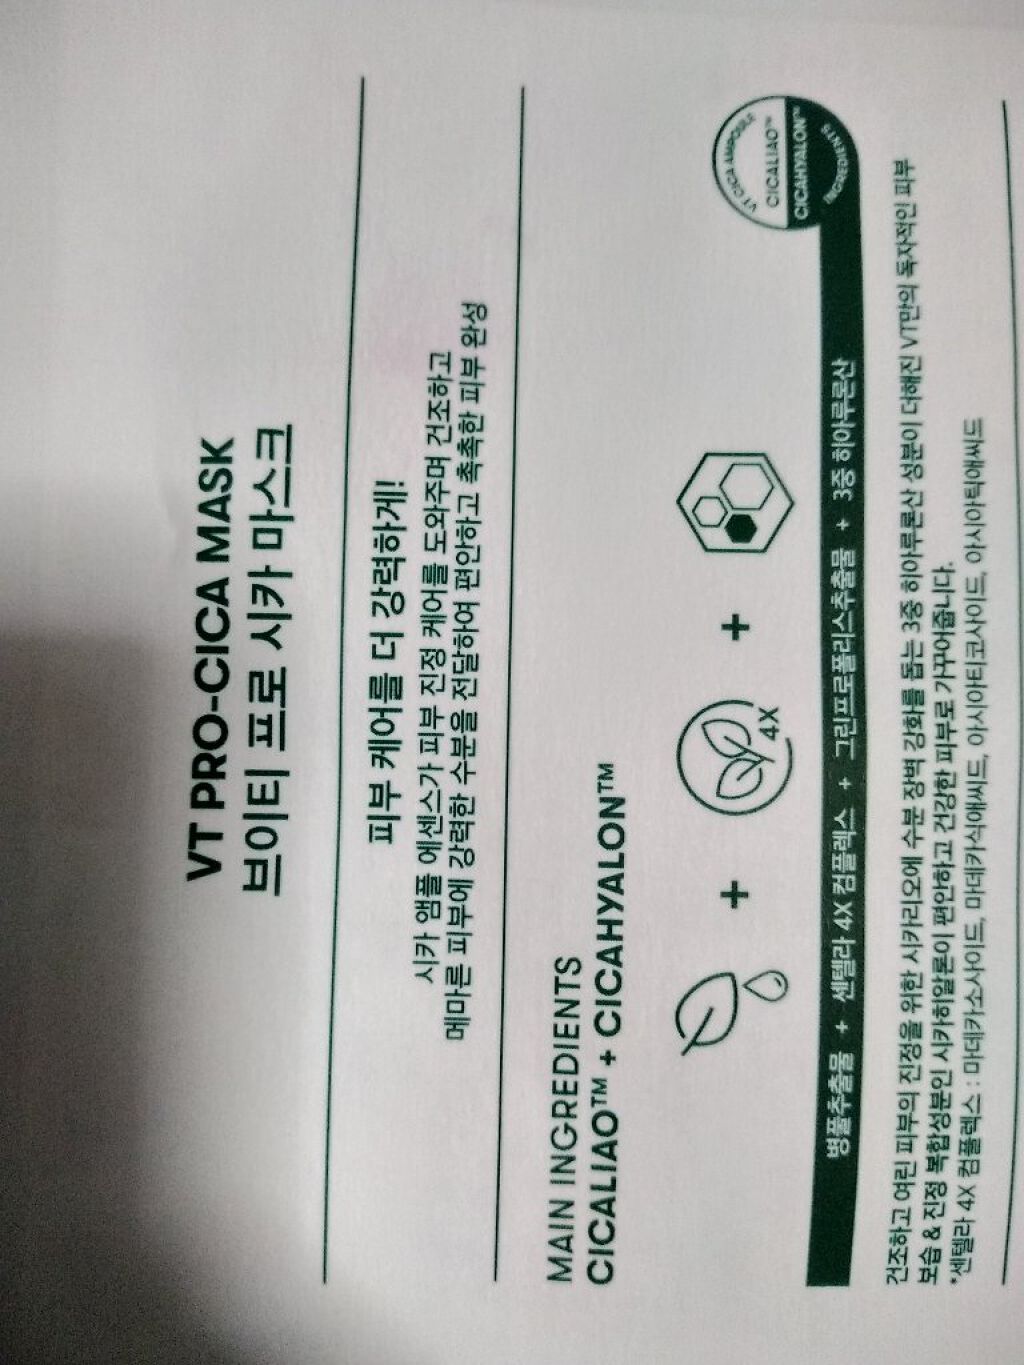 VT PRO-CICA MASK
브이티 프로 시카 마스크
피부 케어를 더 강력하게!
시카 앰플 에센스가 피부 진정 케어를 도와주며 건조하고
메마른 피부에 강력한 수분을 전달하여 편안하고 촉촉한 피부 완성
MAIN INGREDIENTS
CICALIAO™ + CICAHYALON™
VT CICA AMPOULE
CICALIAO™
CICAHYALON™
INGREDIENTS
+
+
4X
병풀추출물 + 센텔라 4X 컴플렉스 + 그린프로폴리스추출물 + 3중 히아루론산
건조하고 여린 피부의 진정을 위한 시카리오에 수분 장벽 강화를 돕는 3중 히아루론산 성분이 더해진 VT만의 독자적인 피부
보습 & 진정 복합성분인 시카히알론이 편안하고 건강한 피부로 가꾸어줍니다.
*센텔라 4X 컴플렉스 : 마데카소사이드, 마데카식애씨드, 아시아티코사이드, 아시아틱애씨드